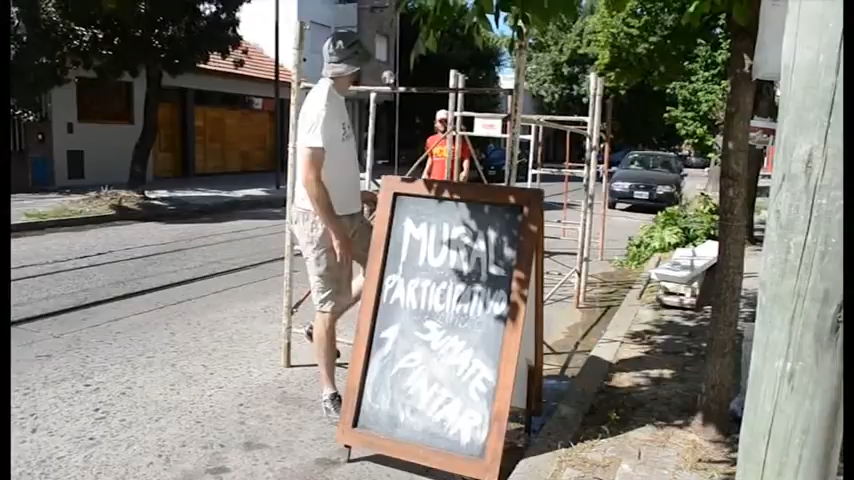 MURAL
PARTICIPATIVO
SUMATE
A
PINTAR